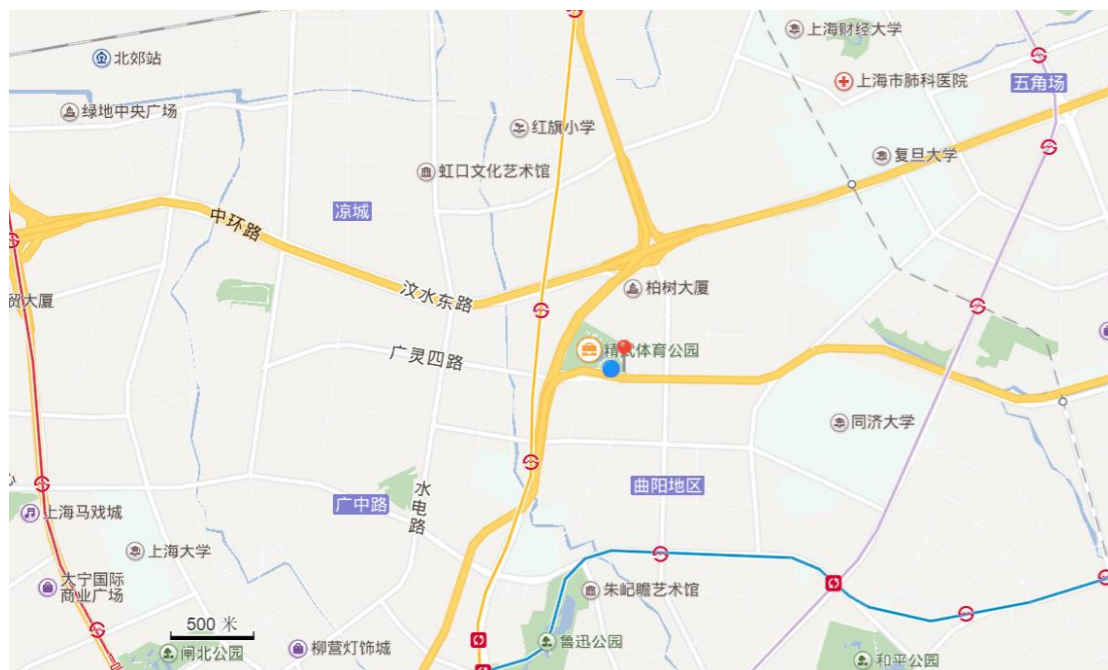 上海财经大学
北郊站
上海市肺科医院
五角场
绿地中央广场
红旗小学
复旦大学
虹口文化艺术馆
凉城
中环路
柏树大厦
贸大厦
汶水东路
广灵四路
精武体育公园
同济大学
心
曲阳地区
水电路
广中路
上海马戏城
上海大学
大宁国际
商业广场
朱屺瞻艺术馆
500 米
鲁迅公园
闸北公园
柳营灯饰城
和平公园